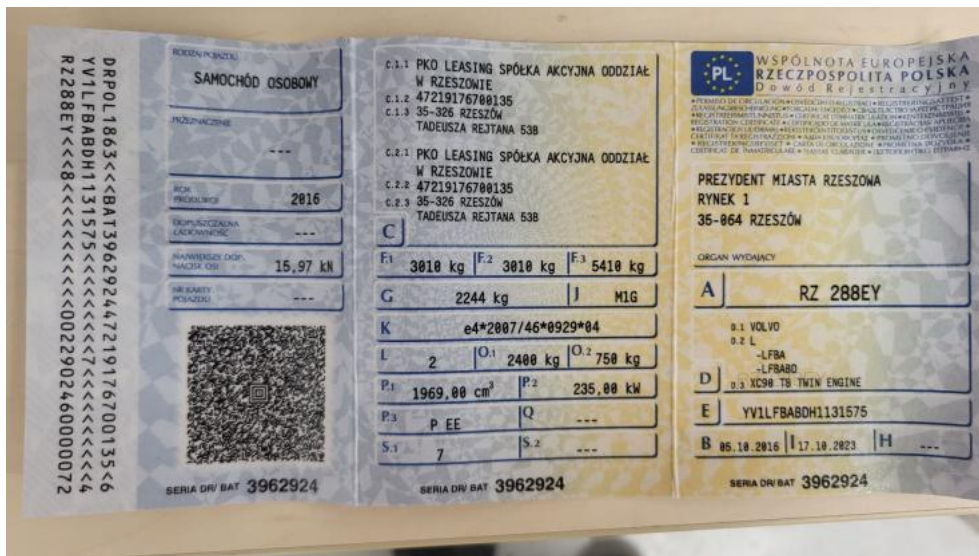 DRPOL1863<<BAT3962924472191767001​35<6
YV1LFBABDH1131575<<<<<<<<7<<<<<<<<<4
RZ288EY<<<8<<<<<<<<<<<0022902460000072
RODZAJ POJAZDU
SAMOCHÓD OSOBOWY
PRZEZNACZENIE
---
ROK PRODUKCJI
2016
DOPUSZCZALNA ŁADOWNOŚĆ
---
NAJWIĘKSZY DOP. NACISK OSI
15,97 kN
NR KARTY POJAZDU
---
SERIA DR/ BAT 3962924
C.1.1 PKO LEASING SPÓŁKA AKCYJNA ODDZIAŁ
W RZESZOWIE
C.1.2 47219176700135
C.1.3 35-326 RZESZÓW
TADEUSZA REJTANA 53B
C.2.1 PKO LEASING SPÓŁKA AKCYJNA ODDZIAŁ
W RZESZOWIE
C.2.2 47219176700135
C.2.3 35-326 RZESZÓW
TADEUSZA REJTANA 53B
C
F.1 3010 kg F.2 3010 kg F.3 5410 kg
G 2244 kg J M1G
K e4*2007/46*0929*04
L 2 O.1 2400 kg O.2 750 kg
P.1 1969,00 cm³ P.2 235,00 kW
P.3 P EE Q ---
S.1 7 S.2 ---
SERIA DR/ BAT 3962924
PL
WSPÓLNOTA EUROPEJSKA
RZECZPOSPOLITA POLSKA
Dowód Rejestracyjny
PREZYDENT MIASTA RZESZOWA
RYNEK 1
35-064 RZESZÓW
ORGAN WYDAJĄCY
A RZ 288EY
D.1 VOLVO
D.2 L
-LFBA
-LFBABD
D D.3 XC90 T8 TWIN ENGINE
E YV1LFBABDH1131575
B 05.10.2016 I 17.10.2023 H ---
SERIA DR/ BAT 3962924